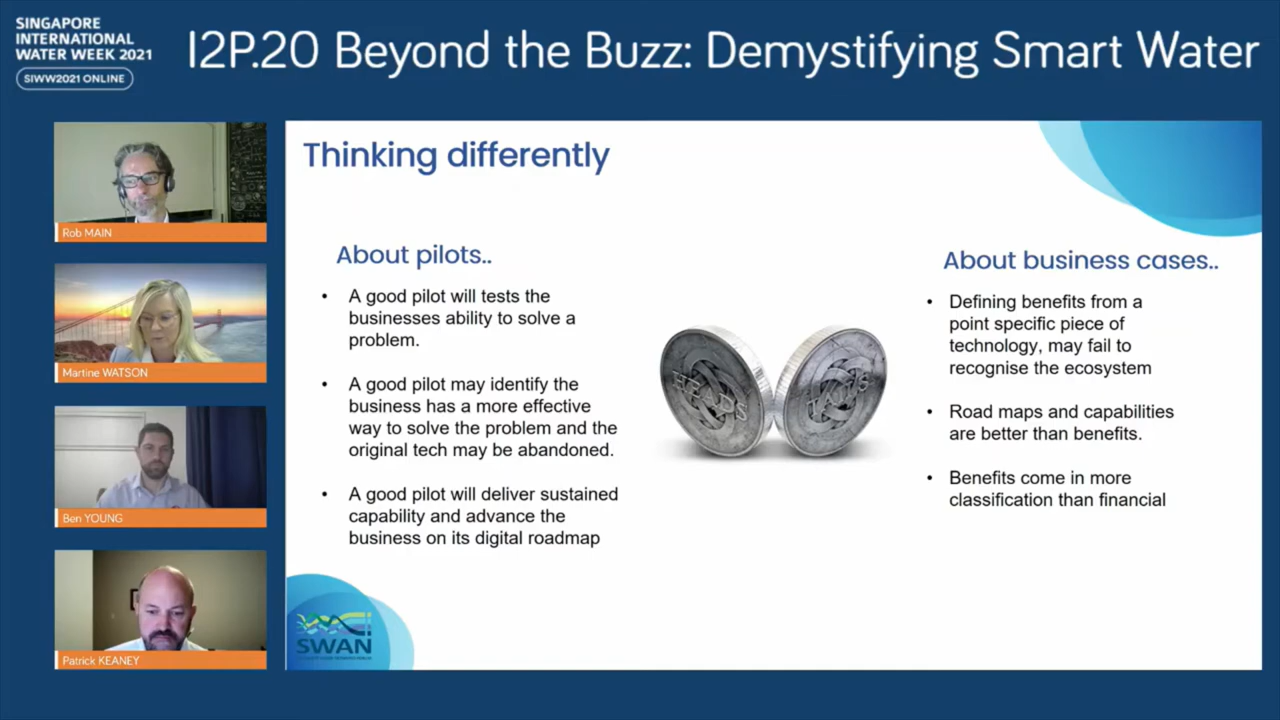 SINGAPORE
INTERNATIONAL
WATER WEEK 2021
SIWW2021 ONLINE
I2P.20 Beyond the Buzz: Demystifying Smart Water
Rob MAIN
Martine WATSON
Ben YOUNG
Patrick KEANEY
Thinking differently
About pilots..
• A good pilot will tests the
businesses ability to solve a
problem.
• A good pilot may identify the
business has a more effective
way to solve the problem and the
original tech may be abandoned.
• A good pilot will deliver sustained
capability and advance the
business on its digital roadmap
HEADS
TAILS
About business cases..
• Defining benefits from a
point specific piece of
technology, may fail to
recognise the ecosystem
• Road maps and capabilities
are better than benefits.
• Benefits come in more
classification than financial
SWAN